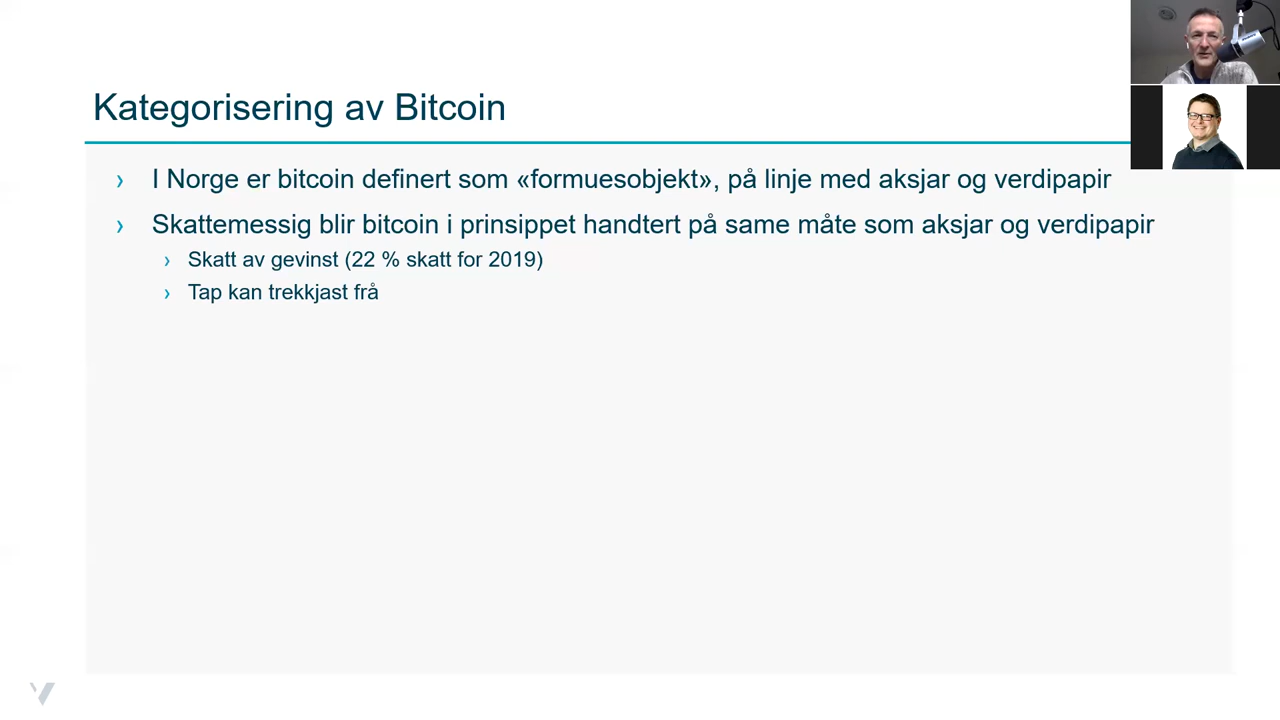 Kategorisering av Bitcoin
› I Norge er bitcoin definert som «formuesobjekt», på linje med aksjar og verdipapir
› Skattemessig blir bitcoin i prinsippet handtert på same måte som aksjar og verdipapir
› Skatt av gevinst (22 % skatt for 2019)
› Tap kan trekkjast frå